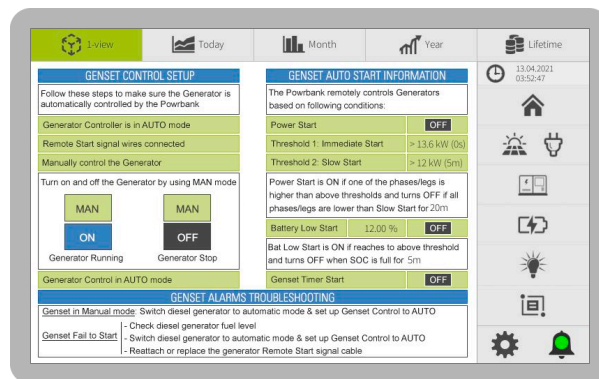 1-view
Today
Month
Year
Lifetime
13.04.2021
03:52:47
GENSET CONTROL SETUP
Follow these steps to make sure the Generator is
automatically controlled by the Powrbank
Generator Controller is in AUTO mode
Remote Start signal wires connected
Manually control the Generator
Turn on and off the Generator by using MAN mode
MAN MAN
ON OFF
Generator Running Generator Stop
Generator Control in AUTO mode
GENSET AUTO START INFORMATION
The Powrbank remotely controls Generators
based on following conditions:
Power Start OFF
Threshold 1: Immediate Start > 13.6 kW (0s)
Threshold 2: Slow Start > 12 kW (5m)
Power Start is ON if one of the phases/legs is
higher than above thresholds and turns OFF if all
phases/legs are lower than Slow Start for 20m
Battery Low Start 12.00 % OFF
Bat Low Start is ON if reaches to above threshold
and turns OFF when SOC is full for 5m
Genset Timer Start OFF
GENSET ALARMS TROUBLESHOOTING
Genset in Manual mode: Switch diesel generator to automatic mode & set up Genset Control to AUTO
Genset Fail to Start
- Check diesel generator fuel level
- Switch diesel generator to automatic mode & set up Genset Control to AUTO
- Reattach or replace the generator Remote Start signal cable